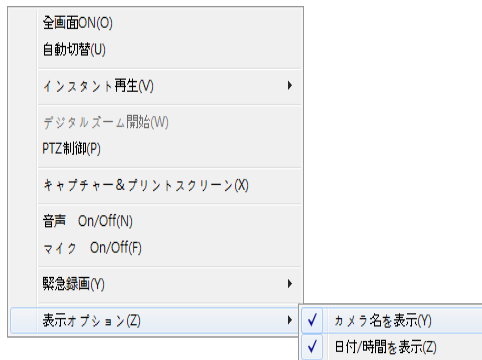 全画面ON(O)
自動切替(U)
インスタント再生(V)
デジタルズーム開始(W)
PTZ制御(P)
キャプチャー&プリントスクリーン(X)
音声 On/Off(N)
マイク On/Off(F)
緊急録画(Y)
表示オプション(Z)
カメラ名を表示(Y)
日付/時間を表示(Z)